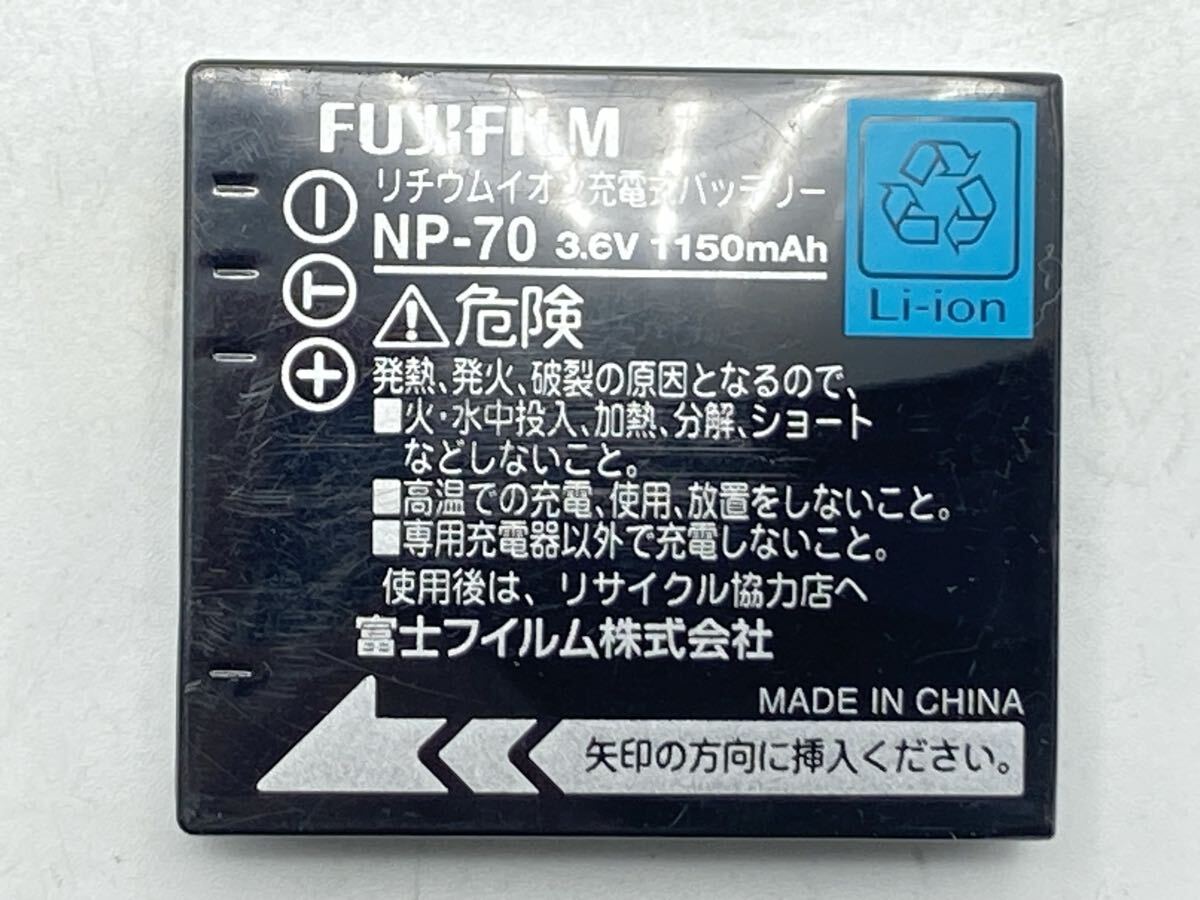 FUJIFILM
リチウムイオン充電式バッテリー
NP-70 3.6V 1150mAh
Li-ion
T
危険
発熱、発火、破裂の原因となるので、
■火・水中投入、加熱、分解、ショート
などしないこと。
■高温での充電、使用、放置をしないこと。
■専用充電器以外で充電しないこと。
使用後は、リサイクル協力店へ
富士フイルム株式会社
MADE IN CHINA
矢印の方向に挿入ください。